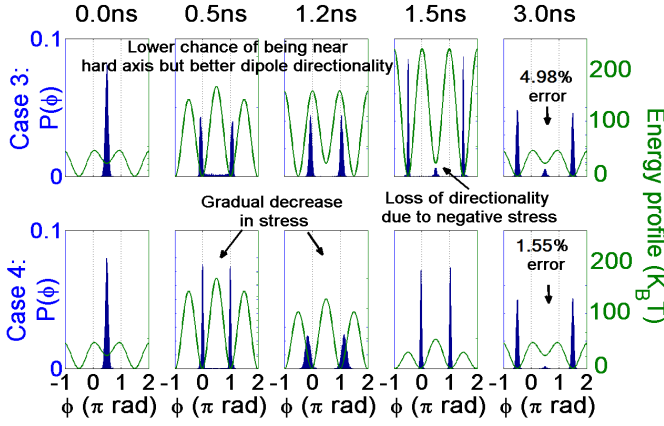 0.0ns 0.5ns 1.2ns 1.5ns 3.0ns
0.1
Lower chance of being near
hard axis but better dipole directionality
Case 3:
P(ϕ)
0
4.98%
error
200
100
0
Energy profile (K_BT)
Gradual decrease
in stress
Loss of directionality
due to negative stress
0.1
Case 4:
P(ϕ)
0
1.55%
error
200
100
0
-1 0 1 2 -1 0 1 2 -1 0 1 2 -1 0 1 2 -1 0 1 2
ϕ (π rad) ϕ (π rad) ϕ (π rad) ϕ (π rad) ϕ (π rad)